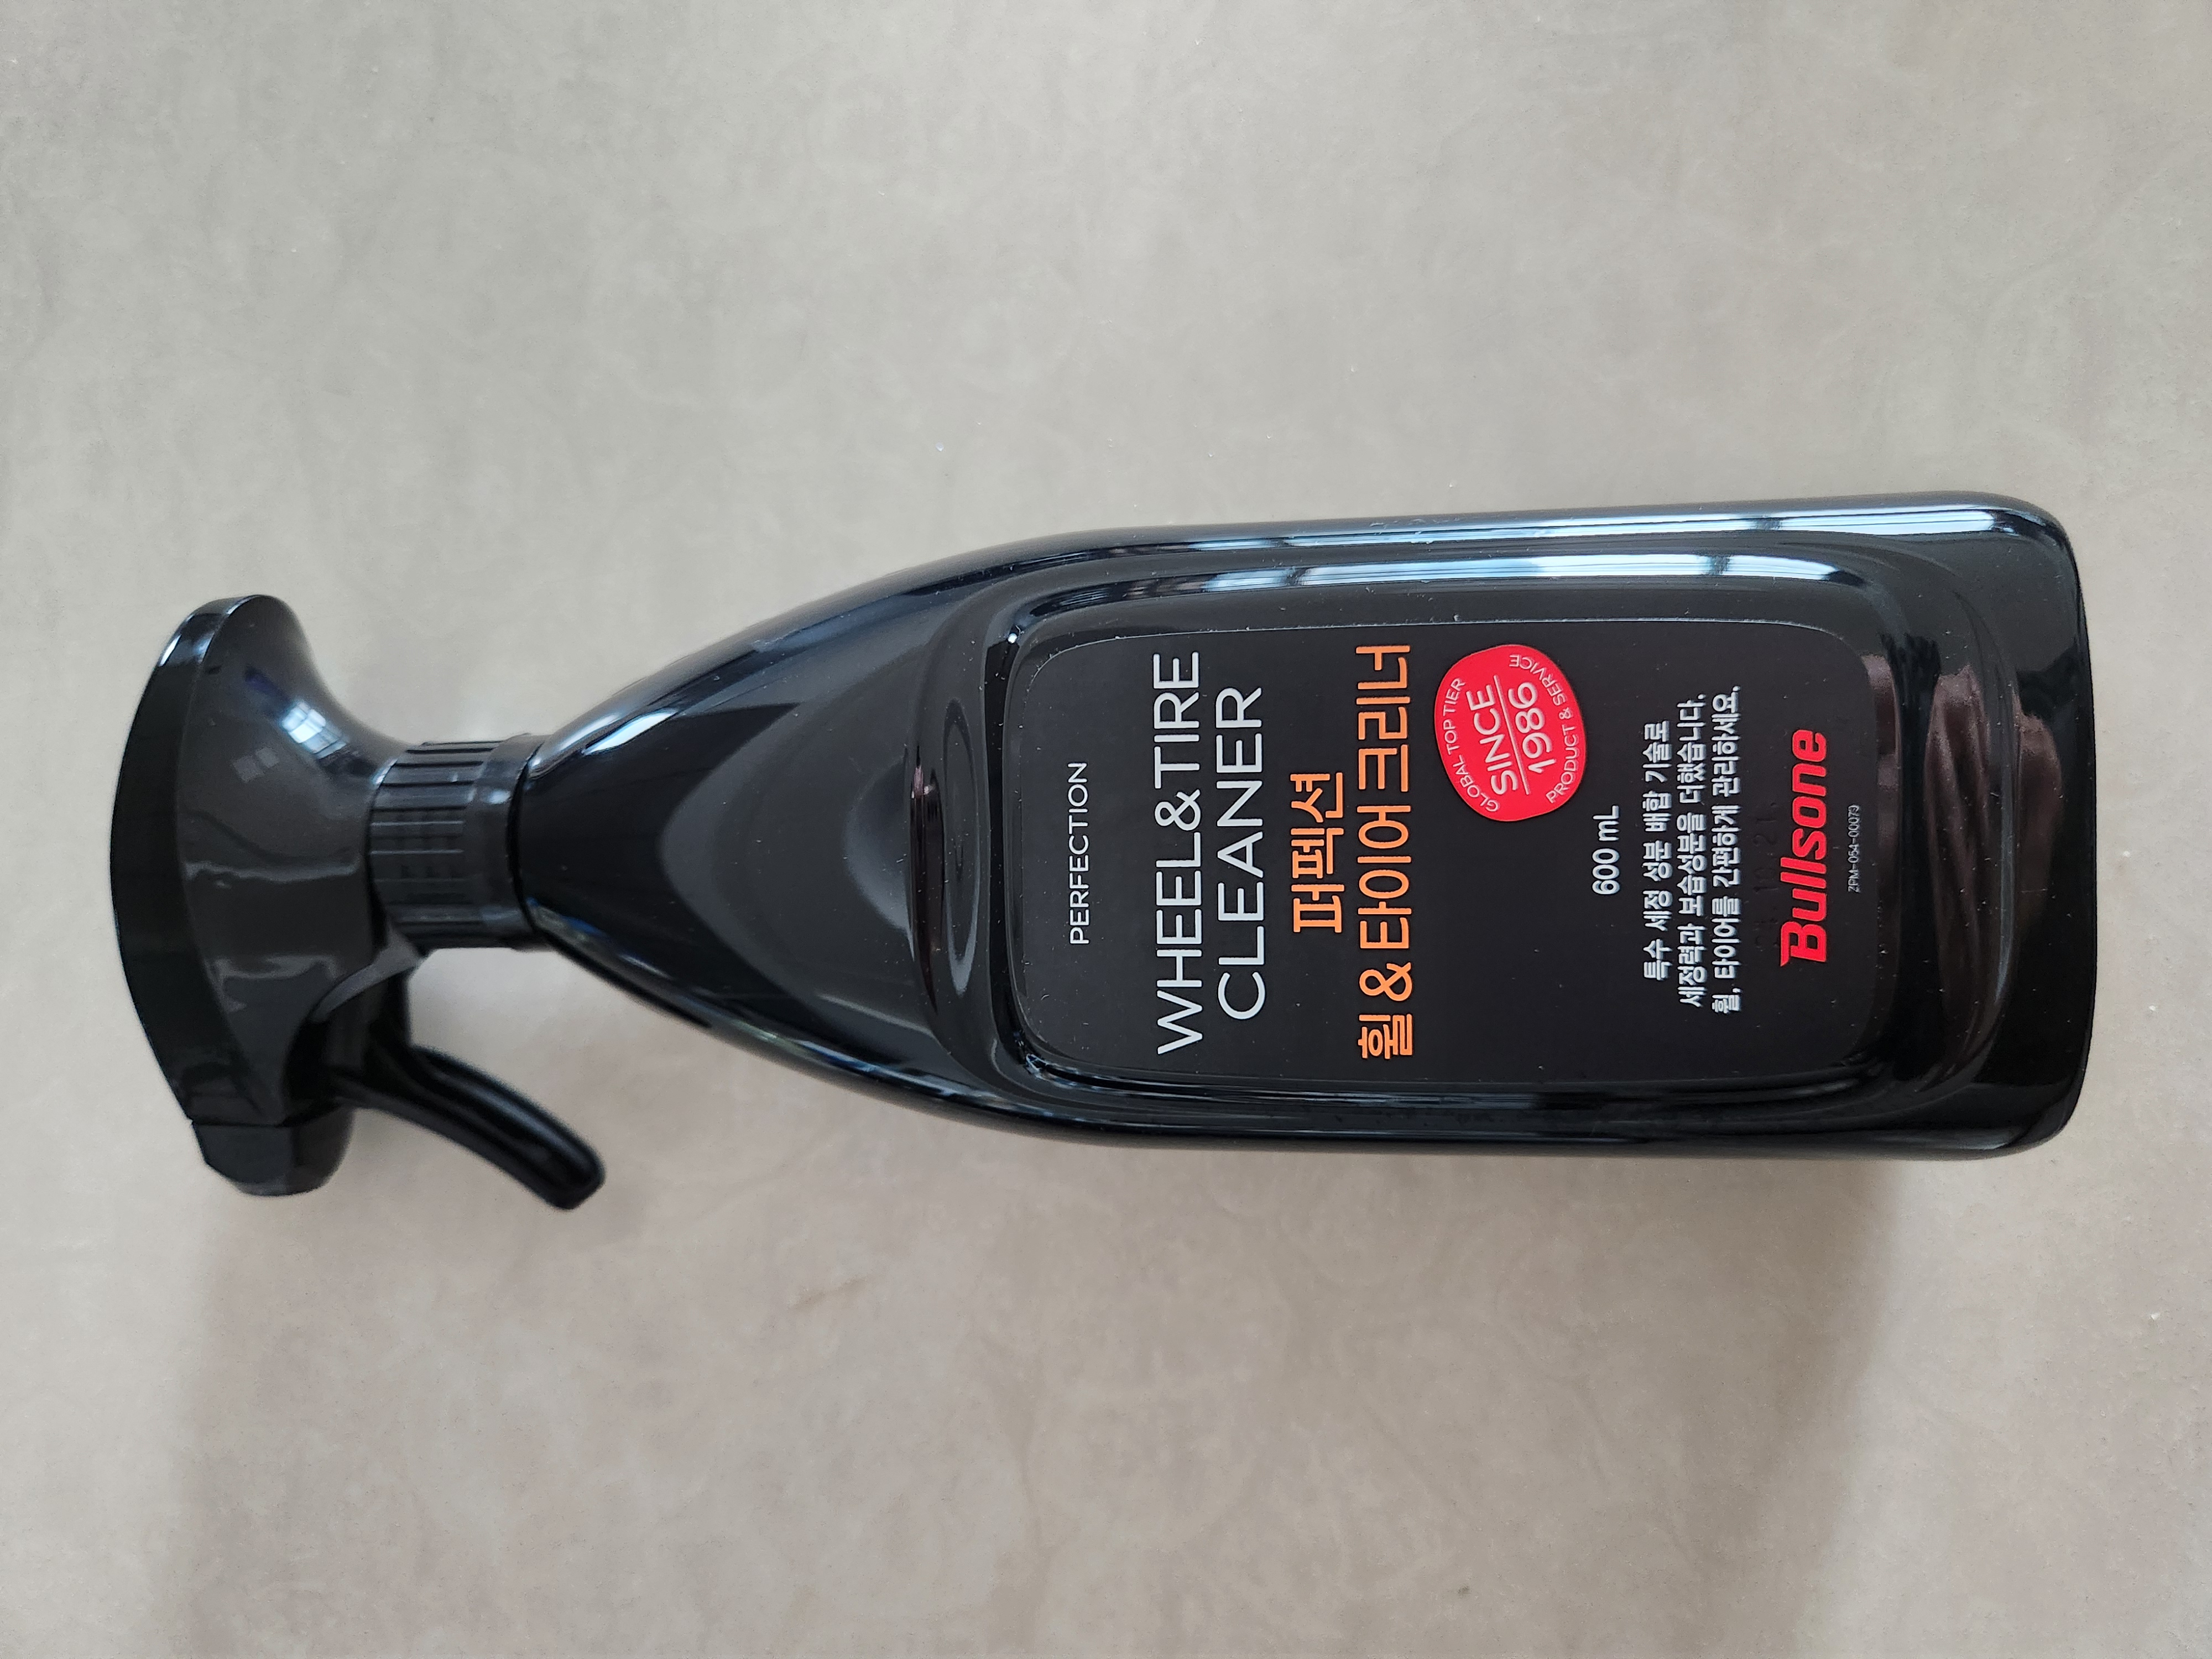 PERFECTION
WHEEL&TIRE
CLEANER
퍼펙션
휠&타이어크리너
GLOBAL TOP TIER
SINCE
1986
PRODUCT & SERVICE
600 mL
특수 세정 성분 배합 기술로
세정력과 보습성분을 더했습니다.
휠, 타이어를 간편하게 관리하세요.
Bullsone
ZPM-054-00073